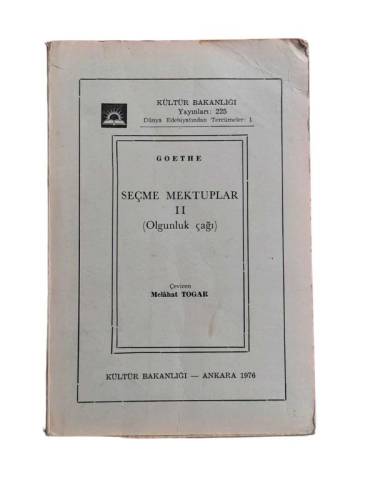 KÜLTÜR BAKANLIĞI
Yayınları: 225
Dünya Edebiyatından Tercümeler: 1
GOETHE
SEÇME MEKTUPLAR
II
(Olgunluk çağı)
Çeviren
Melâhat TOGAR
KÜLTÜR BAKANLIĞI — ANKARA 1976